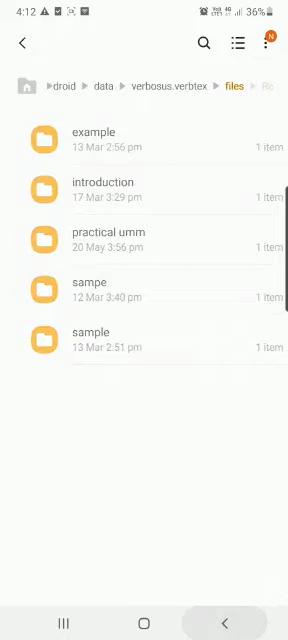 4:12 36%
N
droid data verbosus.verbtex files
example
13 Mar 2:56 pm 1 item
introduction
17 Mar 3:29 pm 1 item
practical umm
20 May 3:56 pm 1 item
sampe
12 Mar 3:40 pm 1 item
sample
13 Mar 2:51 pm 1 item